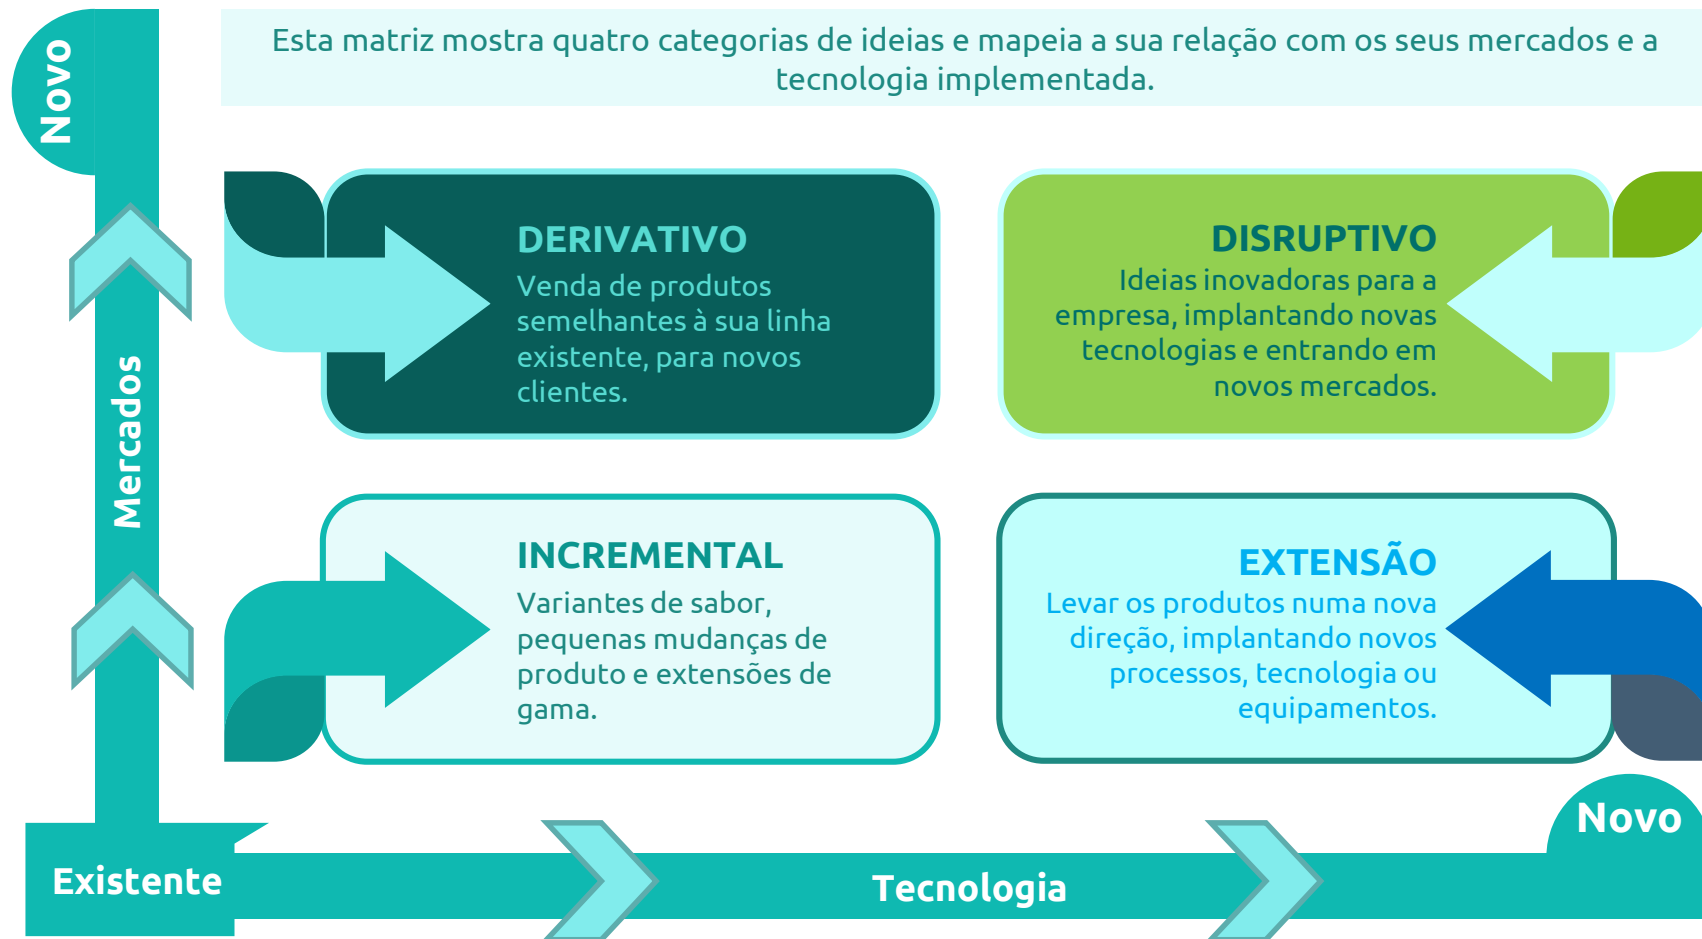 Novo
Esta matriz mostra quatro categorias de ideias e mapeia a sua relação com os seus mercados e a
tecnologia implementada.
Mercados
DERIVATIVO
Venda de produtos
semelhantes à sua linha
existente, para novos
clientes.
DISRUPTIVO
Ideias inovadoras para a
empresa, implantando novas
tecnologias e entrando em
novos mercados.
INCREMENTAL
Variantes de sabor,
pequenas mudanças de
produto e extensões de
gama.
EXTENSÃO
Levar os produtos numa nova
direção, implantando novos
processos, tecnologia ou
equipamentos.
Existente
Tecnologia
Novo